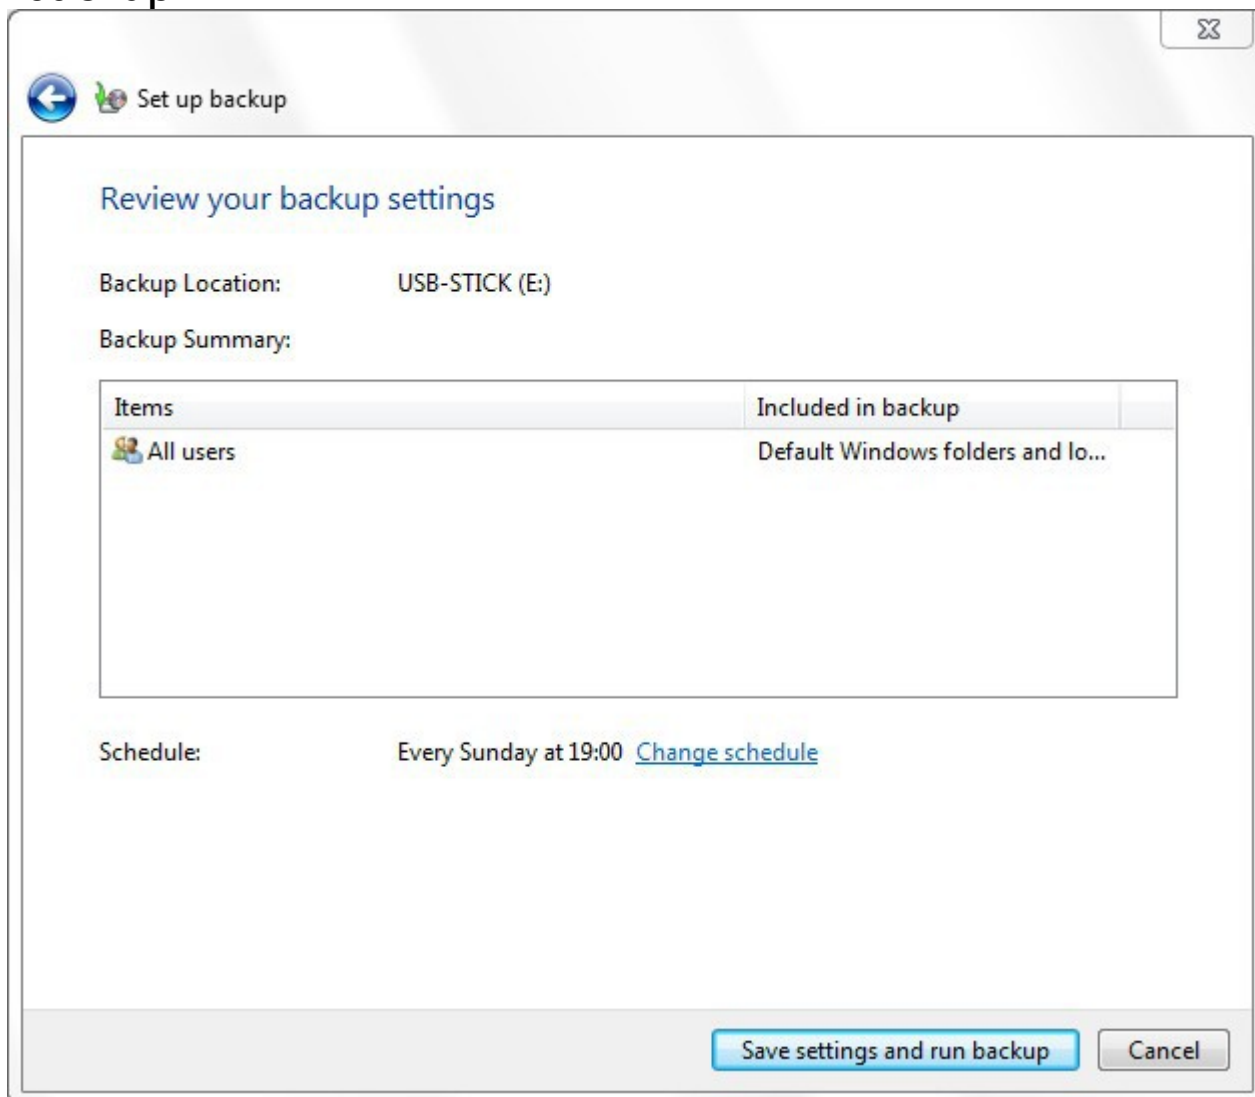 Set up backup
Review your backup settings
Backup Location: USB-STICK (E:)
Backup Summary:
Items Included in backup
All users Default Windows folders and lo...
Schedule: Every Sunday at 19:00 Change schedule
Save settings and run backup Cancel